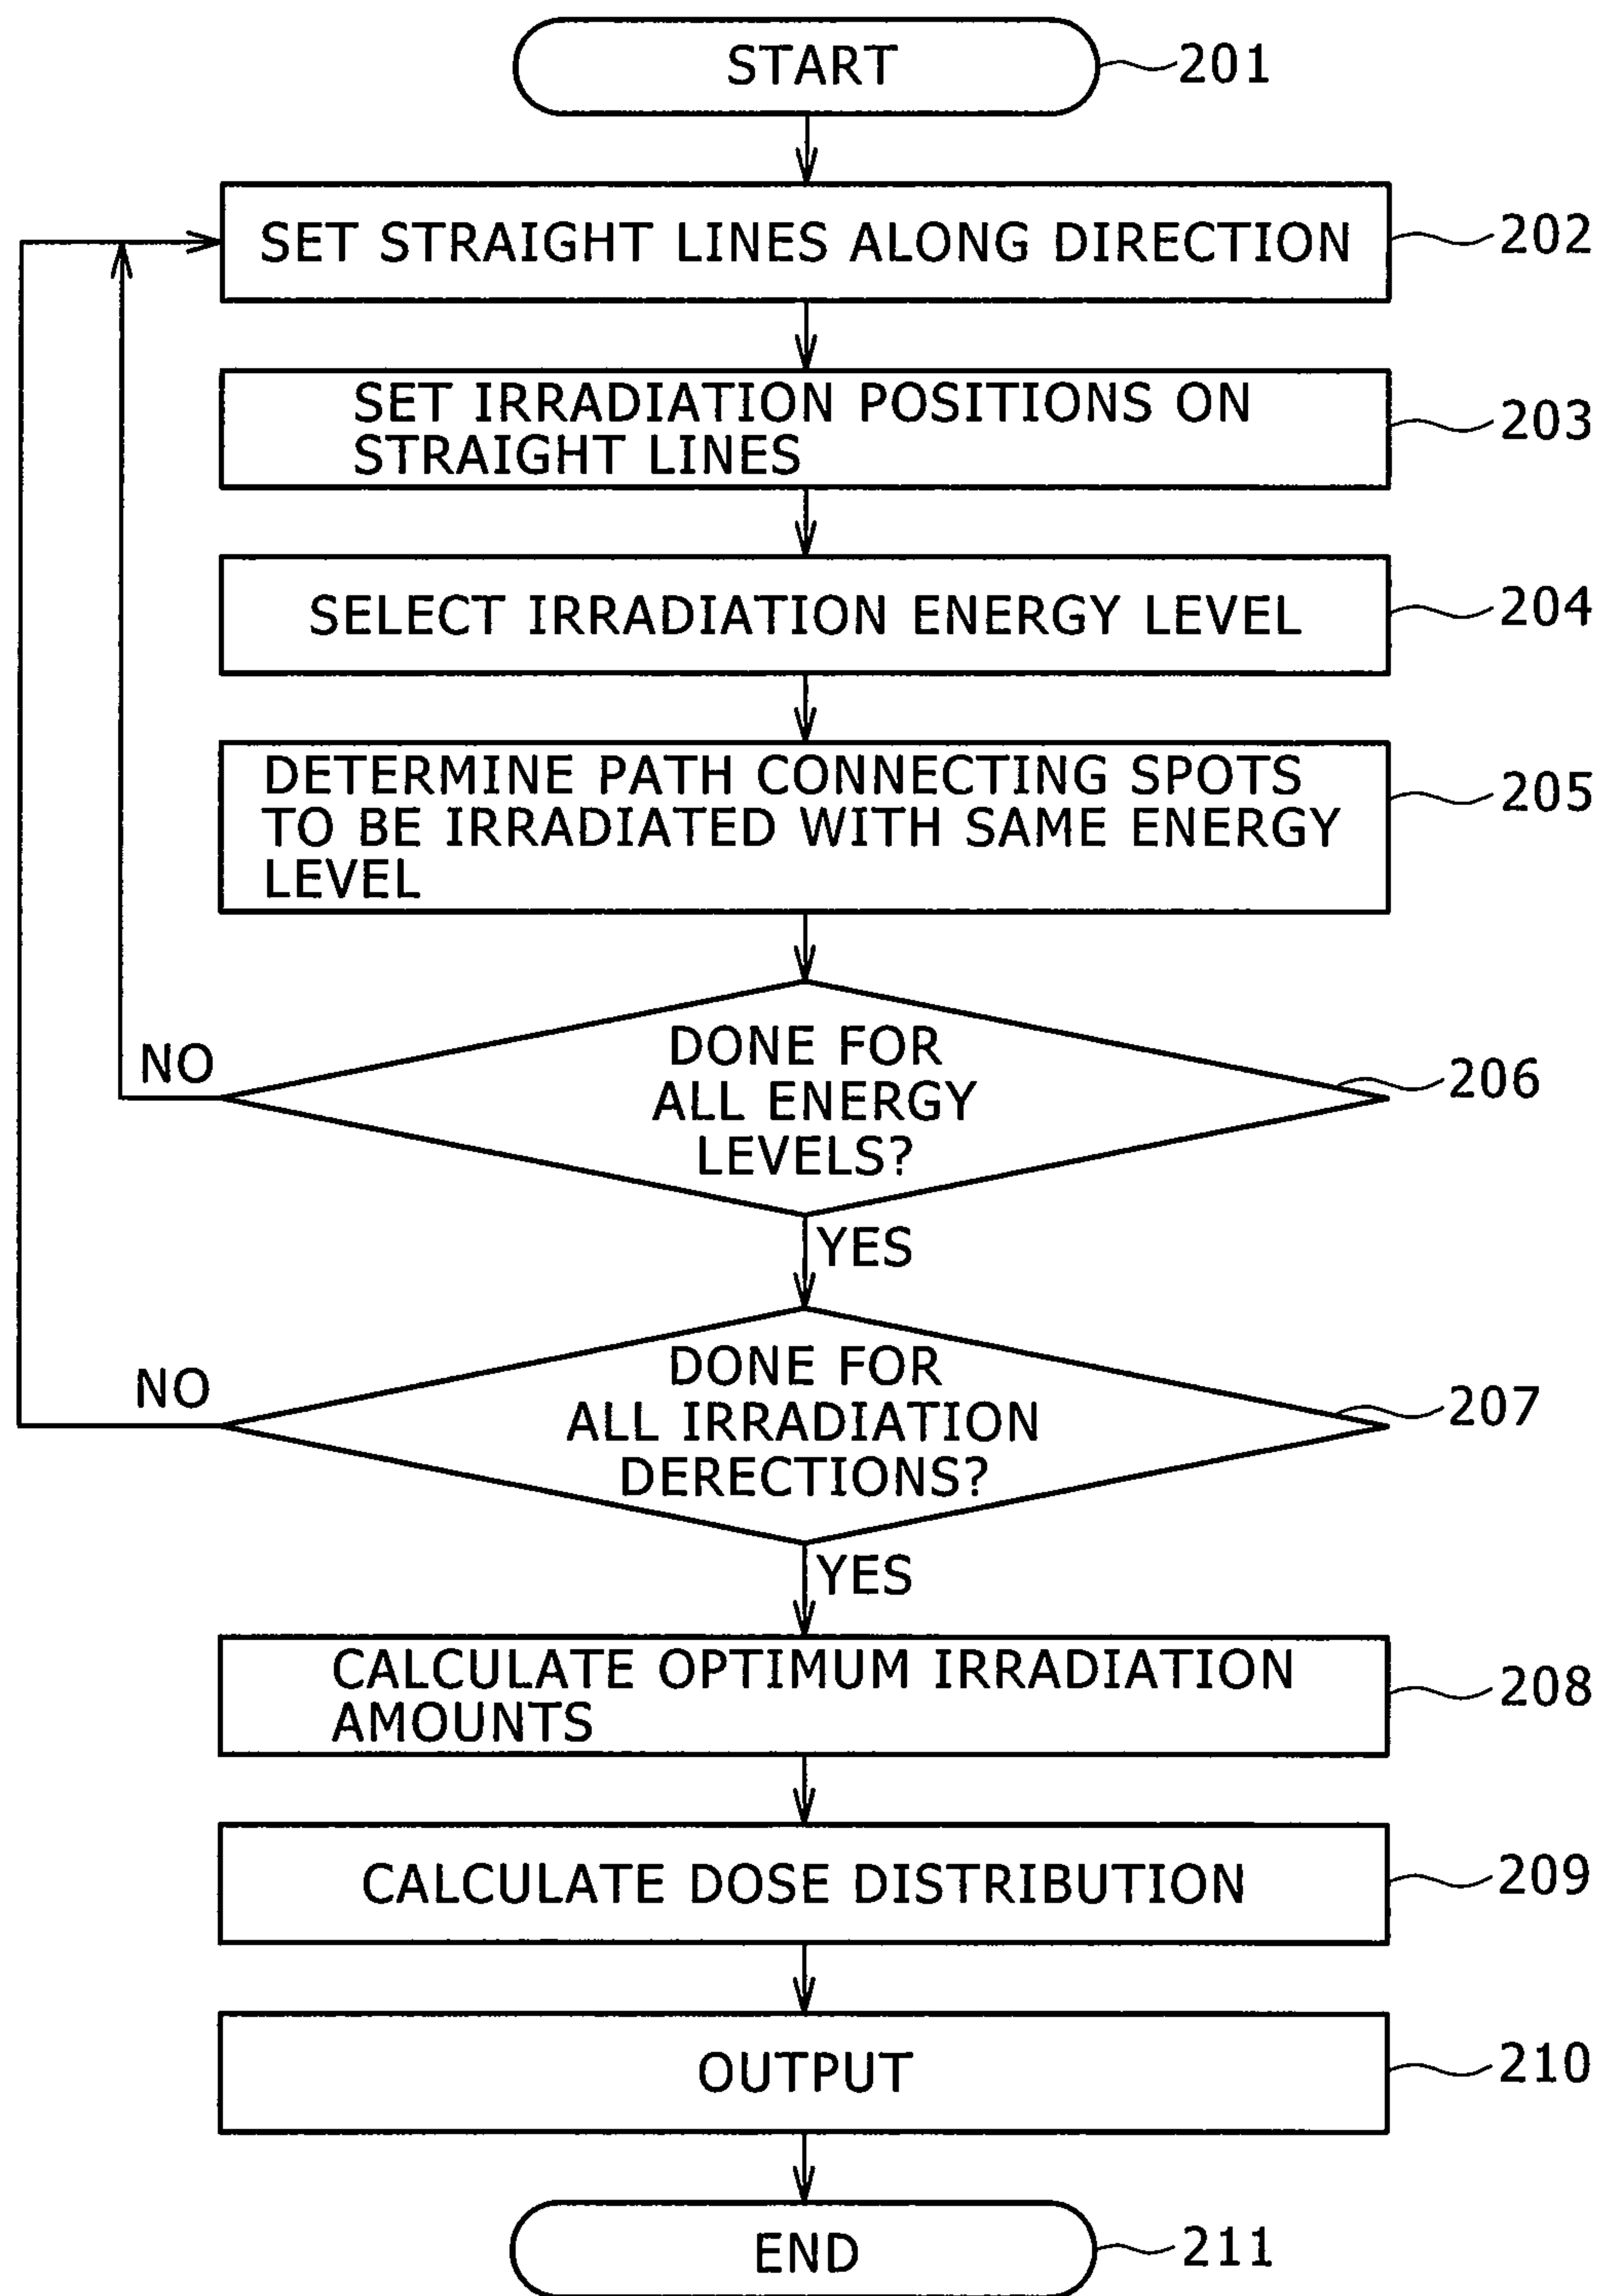 START
201
SET STRAIGHT LINES ALONG DIRECTION
202
SET IRRADIATION POSITIONS ON
STRAIGHT LINES
203
SELECT IRRADIATION ENERGY LEVEL
204
DETERMINE PATH CONNECTING SPOTS
TO BE IRRADIATED WITH SAME ENERGY
LEVEL
205
DONE FOR
ALL ENERGY
LEVELS?
206
NO
YES
DONE FOR
ALL IRRADIATION
DERECTIONS?
207
NO
YES
CALCULATE OPTIMUM IRRADIATION
AMOUNTS
208
CALCULATE DOSE DISTRIBUTION
209
OUTPUT
210
END
211